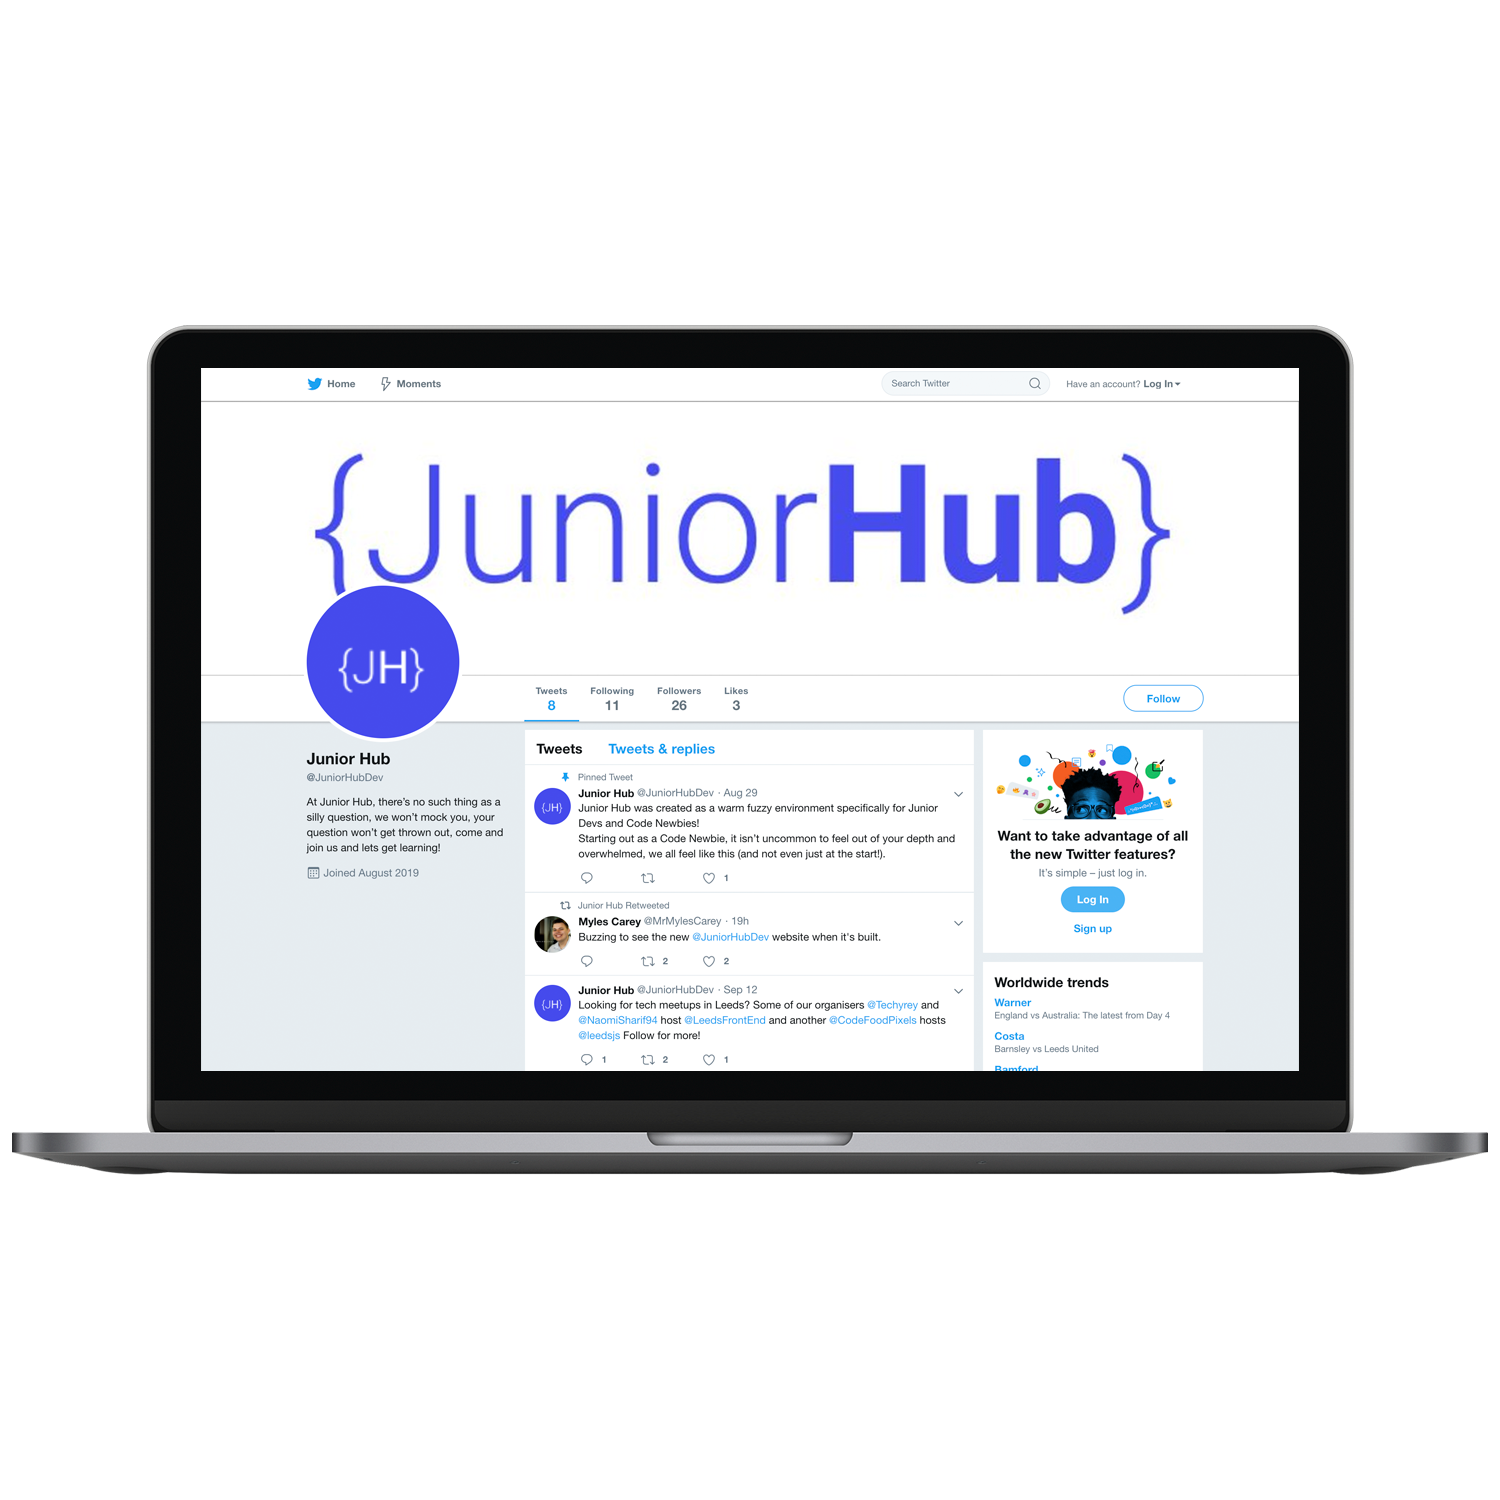 Home Moments Search Twitter Have an account? Log In
{JuniorHub}
{JH}
Tweets Following Followers Likes
8 11 26 3
Follow
Junior Hub
@JuniorHubDev
At Junior Hub, there's no such thing as a
silly question, we won't mock you, your
question won't get thrown out, come and
join us and lets get learning!
Joined August 2019
Tweets Tweets & replies
Pinned Tweet
{JH}
Junior Hub @JuniorHubDev · Aug 29
Junior Hub was created as a warm fuzzy environment specifically for Junior
Devs and Code Newbies!
Starting out as a Code Newbie, it isn't uncommon to feel out of your depth and
overwhelmed, we all feel like this (and not even just at the start!).
1
Junior Hub Retweeted
Myles Carey @MrMylesCarey · 19h
Buzzing to see the new @JuniorHubDev website when it's built.
2 2
{JH}
Junior Hub @JuniorHubDev · Sep 12
Looking for tech meetups in Leeds? Some of our organisers @Techyrey and
@NaomiSharif94 host @LeedsFrontEnd and another @CodeFoodPixels hosts
@leedsjs Follow for more!
1 2 1
Want to take advantage of all
the new Twitter features?
It's simple – just log in.
Log In
Sign up
Worldwide trends
Warner
England vs Australia: The latest from Day 4
Costa
Barnsley vs Leeds United
Bamford